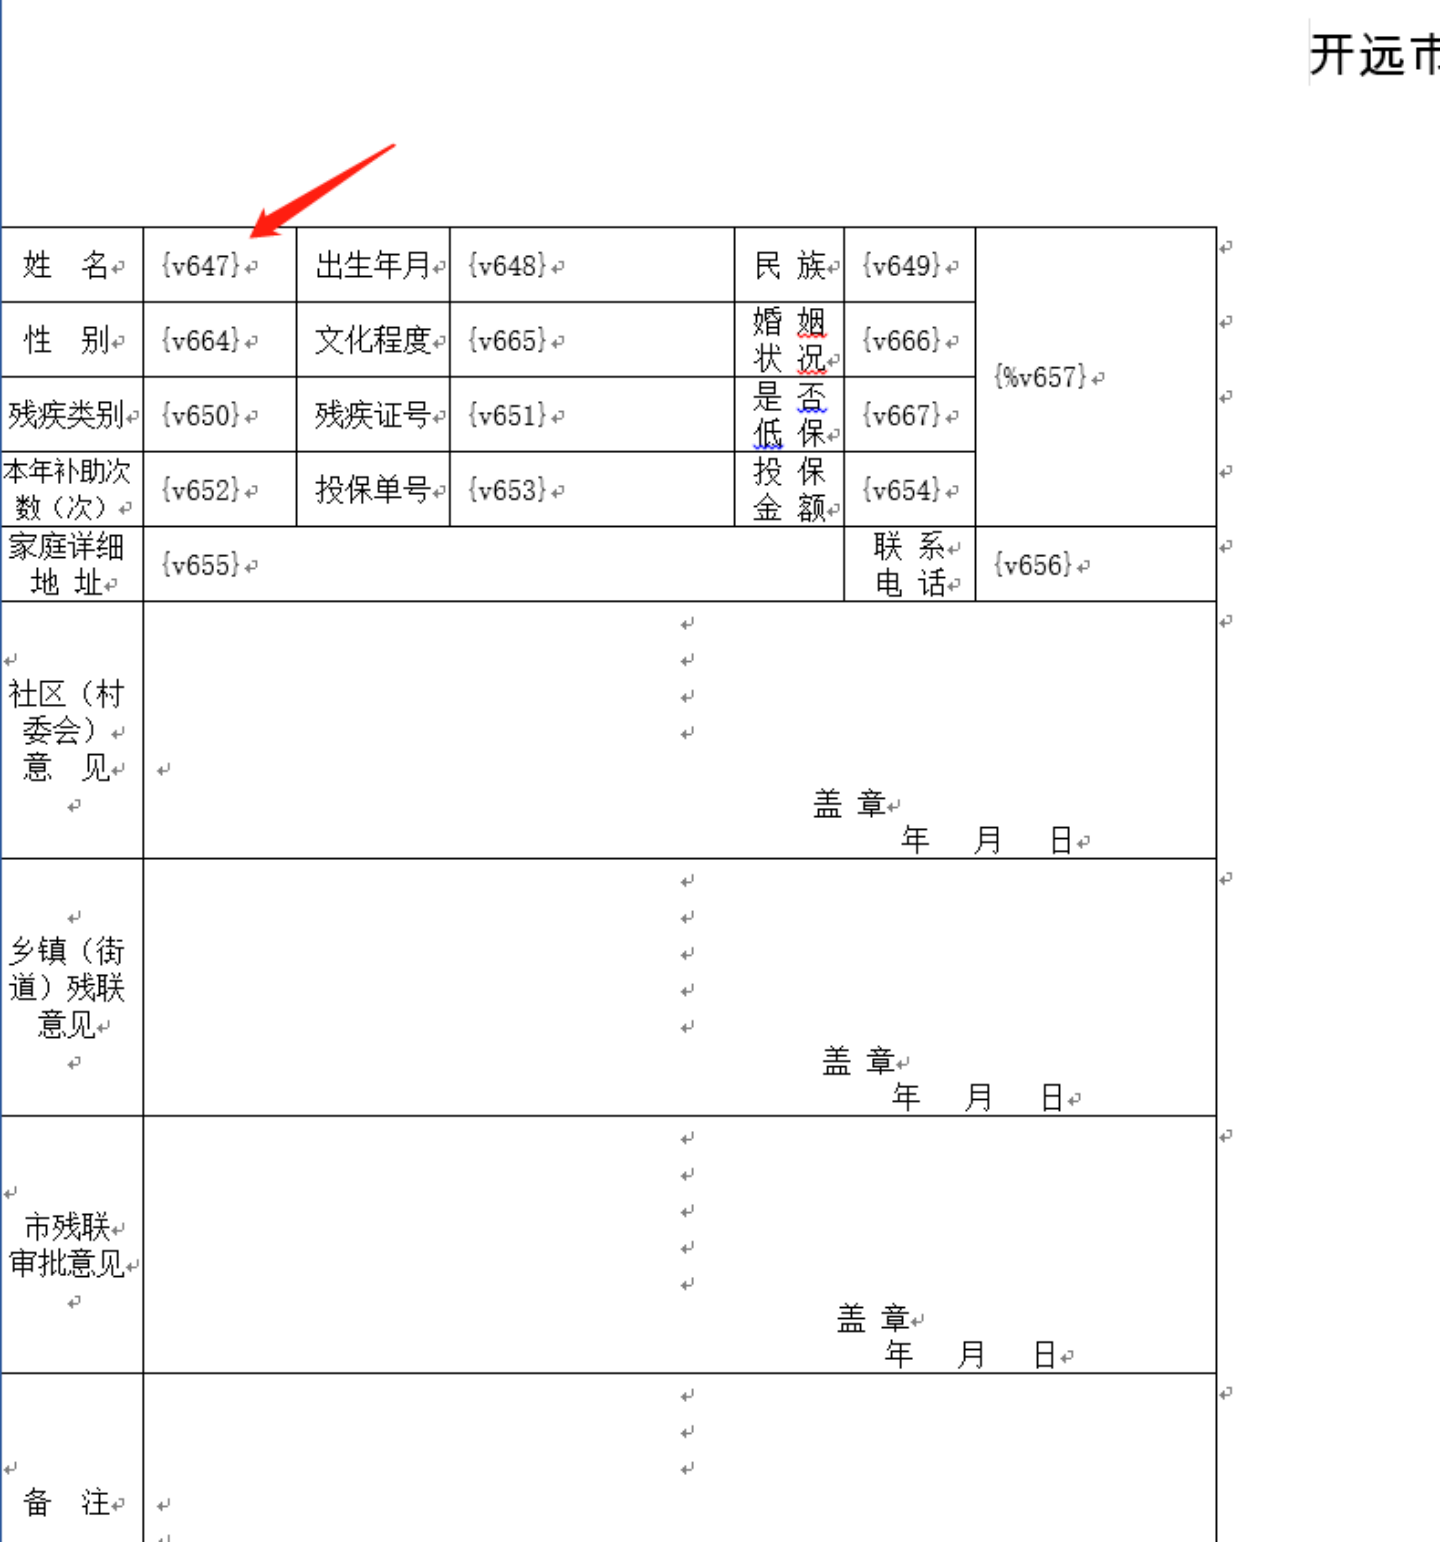 开远市
姓 名 {v647} 出生年月 {v648} 民 族 {v649} {%v657}
性 别 {v664} 文化程度 {v665} 婚 姻
状 况 {v666}
残疾类别 {v650} 残疾证号 {v651} 是 否
低 保 {v667}
本年补助次
数（次） {v652} 投保单号 {v653} 投 保
金 额 {v654}
家庭详细
地 址 {v655} 联 系
电 话 {v656}
社区（村
委会）
意 见
盖 章
年 月 日
乡镇（街
道）残联
意见
盖 章
年 月 日
市残联
审批意见
盖 章
年 月 日
备 注